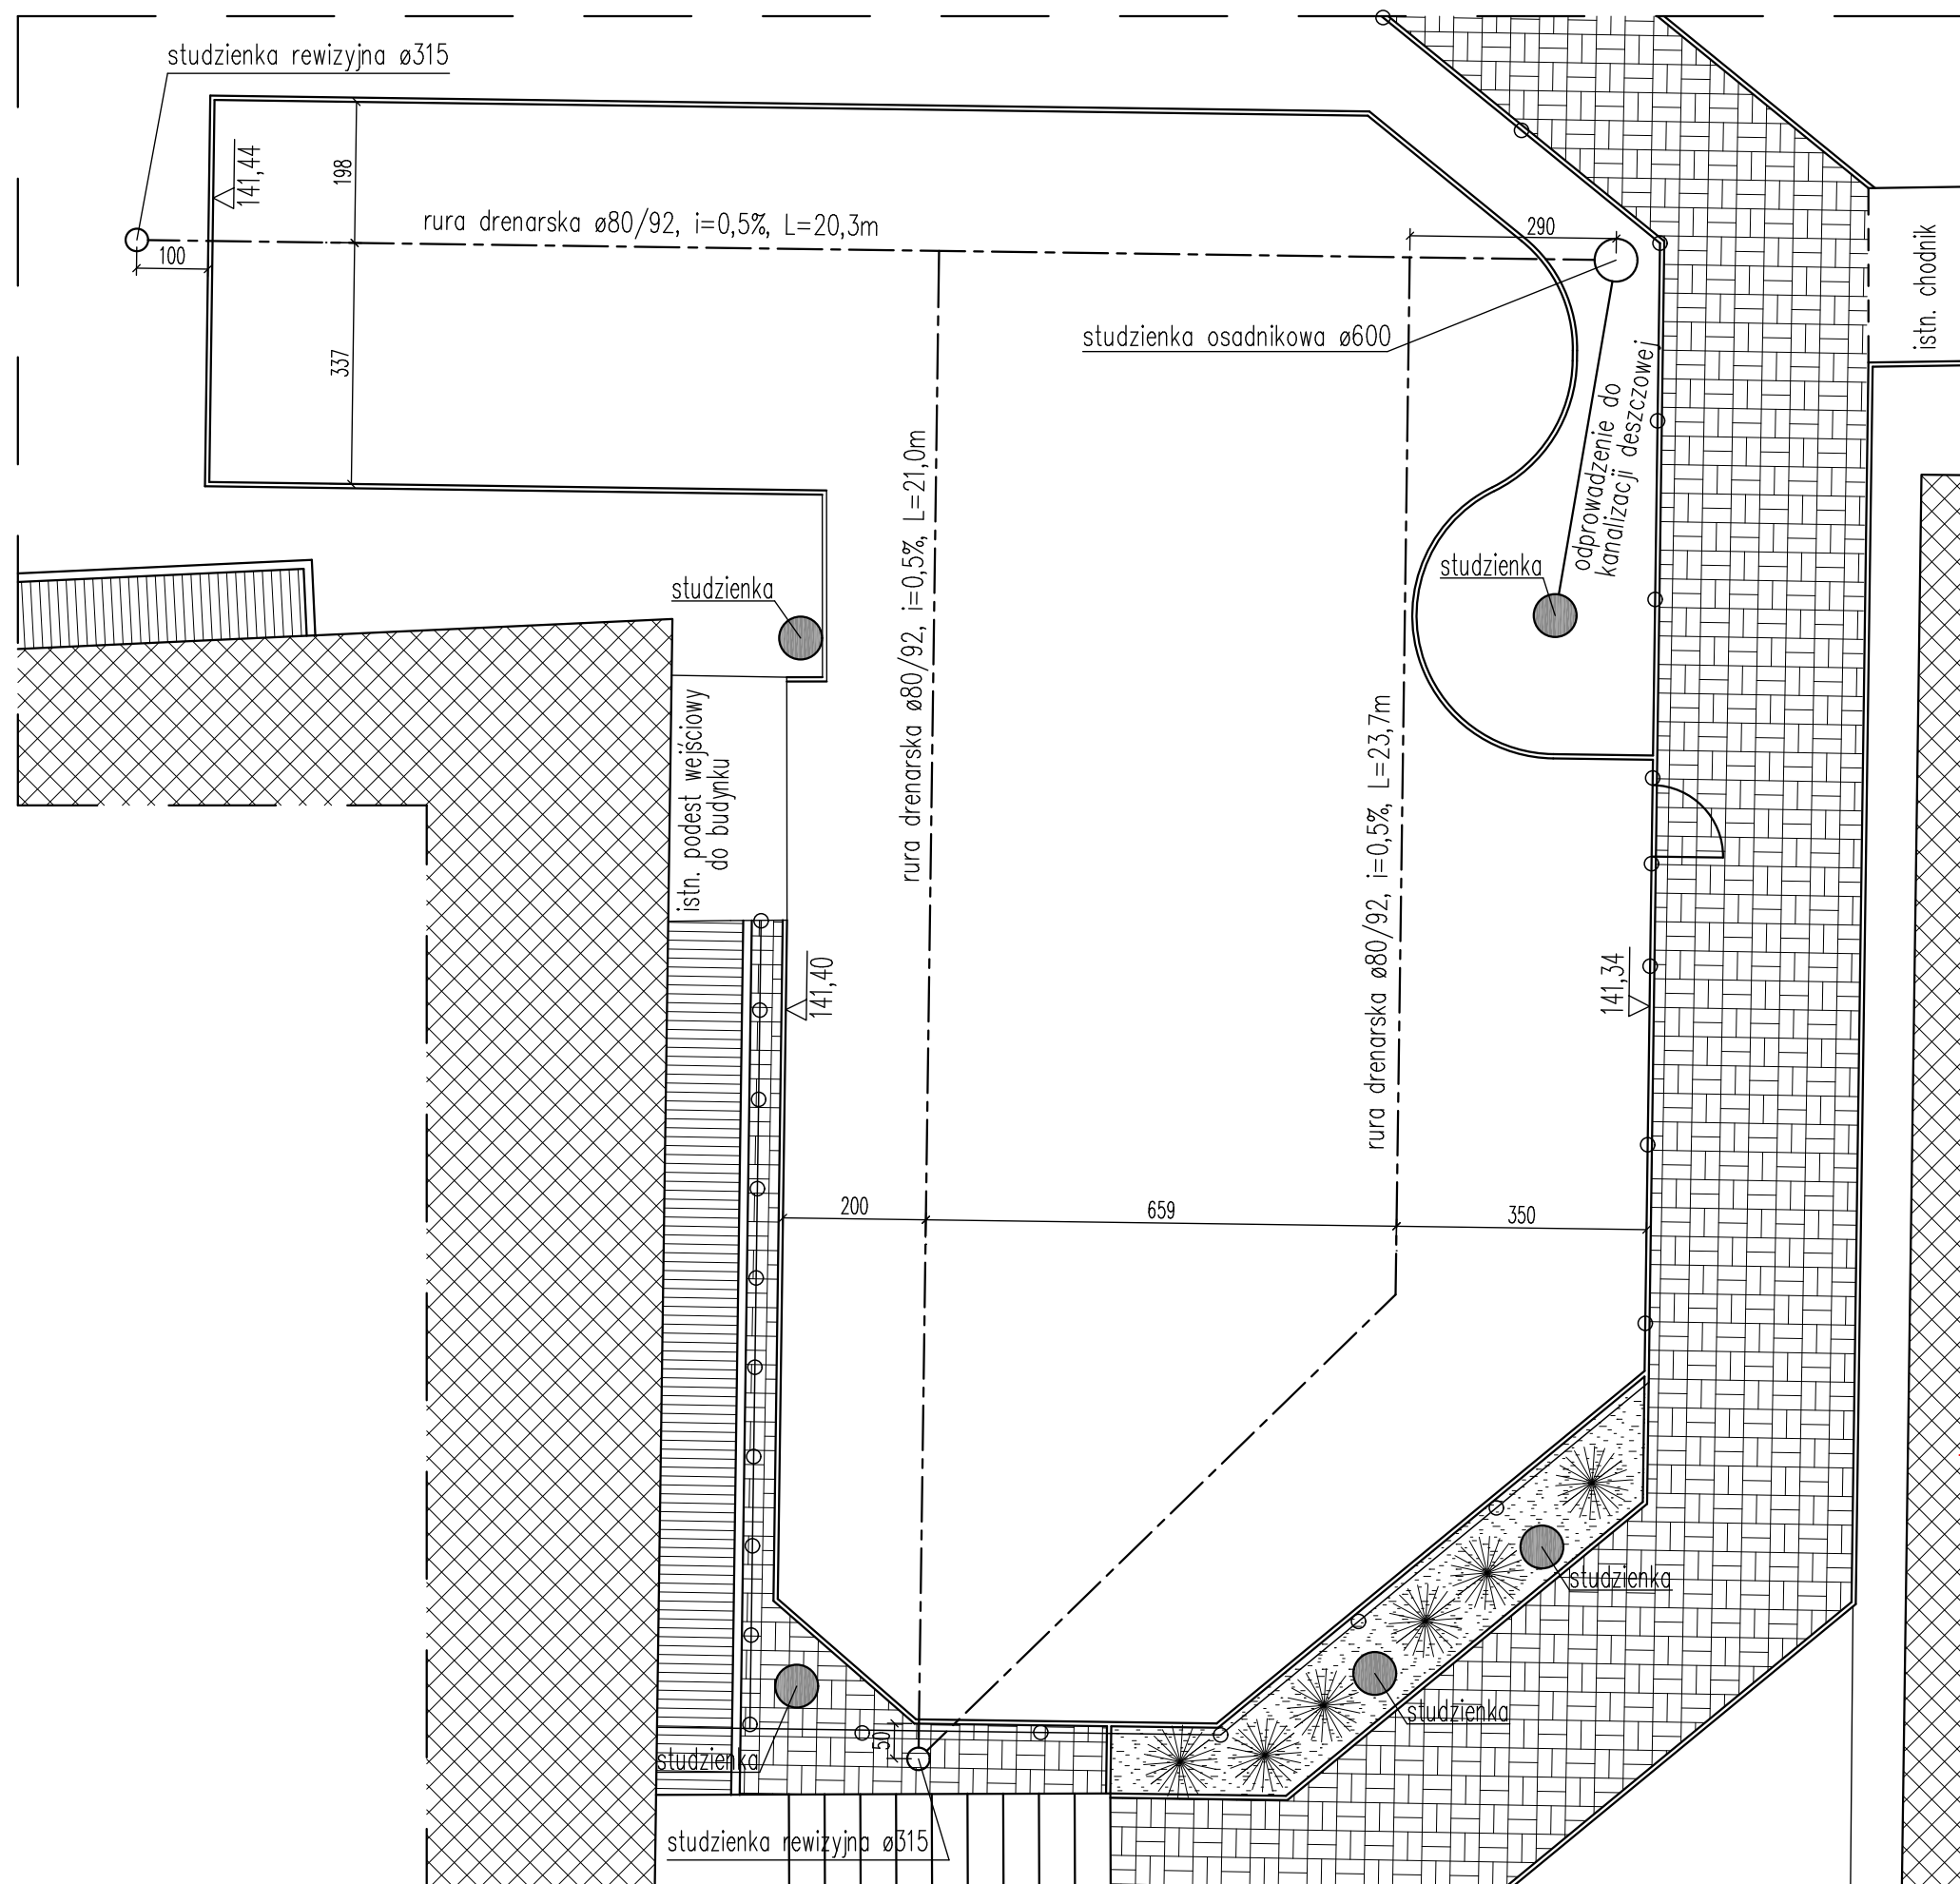 studzienka rewizyjna ø315
141,44
198
rura drenarska ø80/92, i=0,5%, L=20,3m
100
290
istn. chodnik
337
studzienka osadnikowa ø600
odprowadzenie do
kanalizacji deszczowej
rura drenarska ø80/92, i=0,5%, L=21,0m
studzienka
studzienka
istn. podest wejściowy
do budynku
rura drenarska ø80/92, i=0,5%, L=23,7m
141,40
141,34
200
659
350
studzienka
studzienka
50
studzienka
studzienka rewizyjna ø315